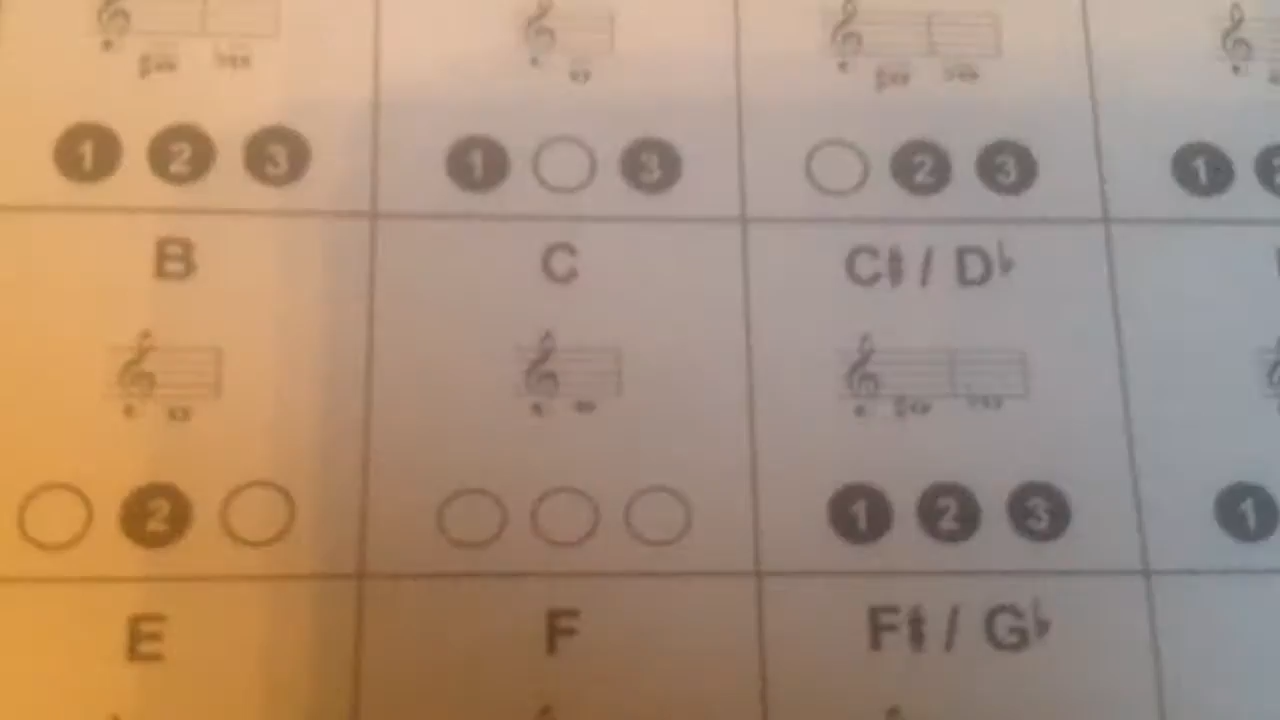 1 2 3 1 3 2 3 1
B C C♯ / D♭
2 1 2 3 1
E F F♯ / G♭